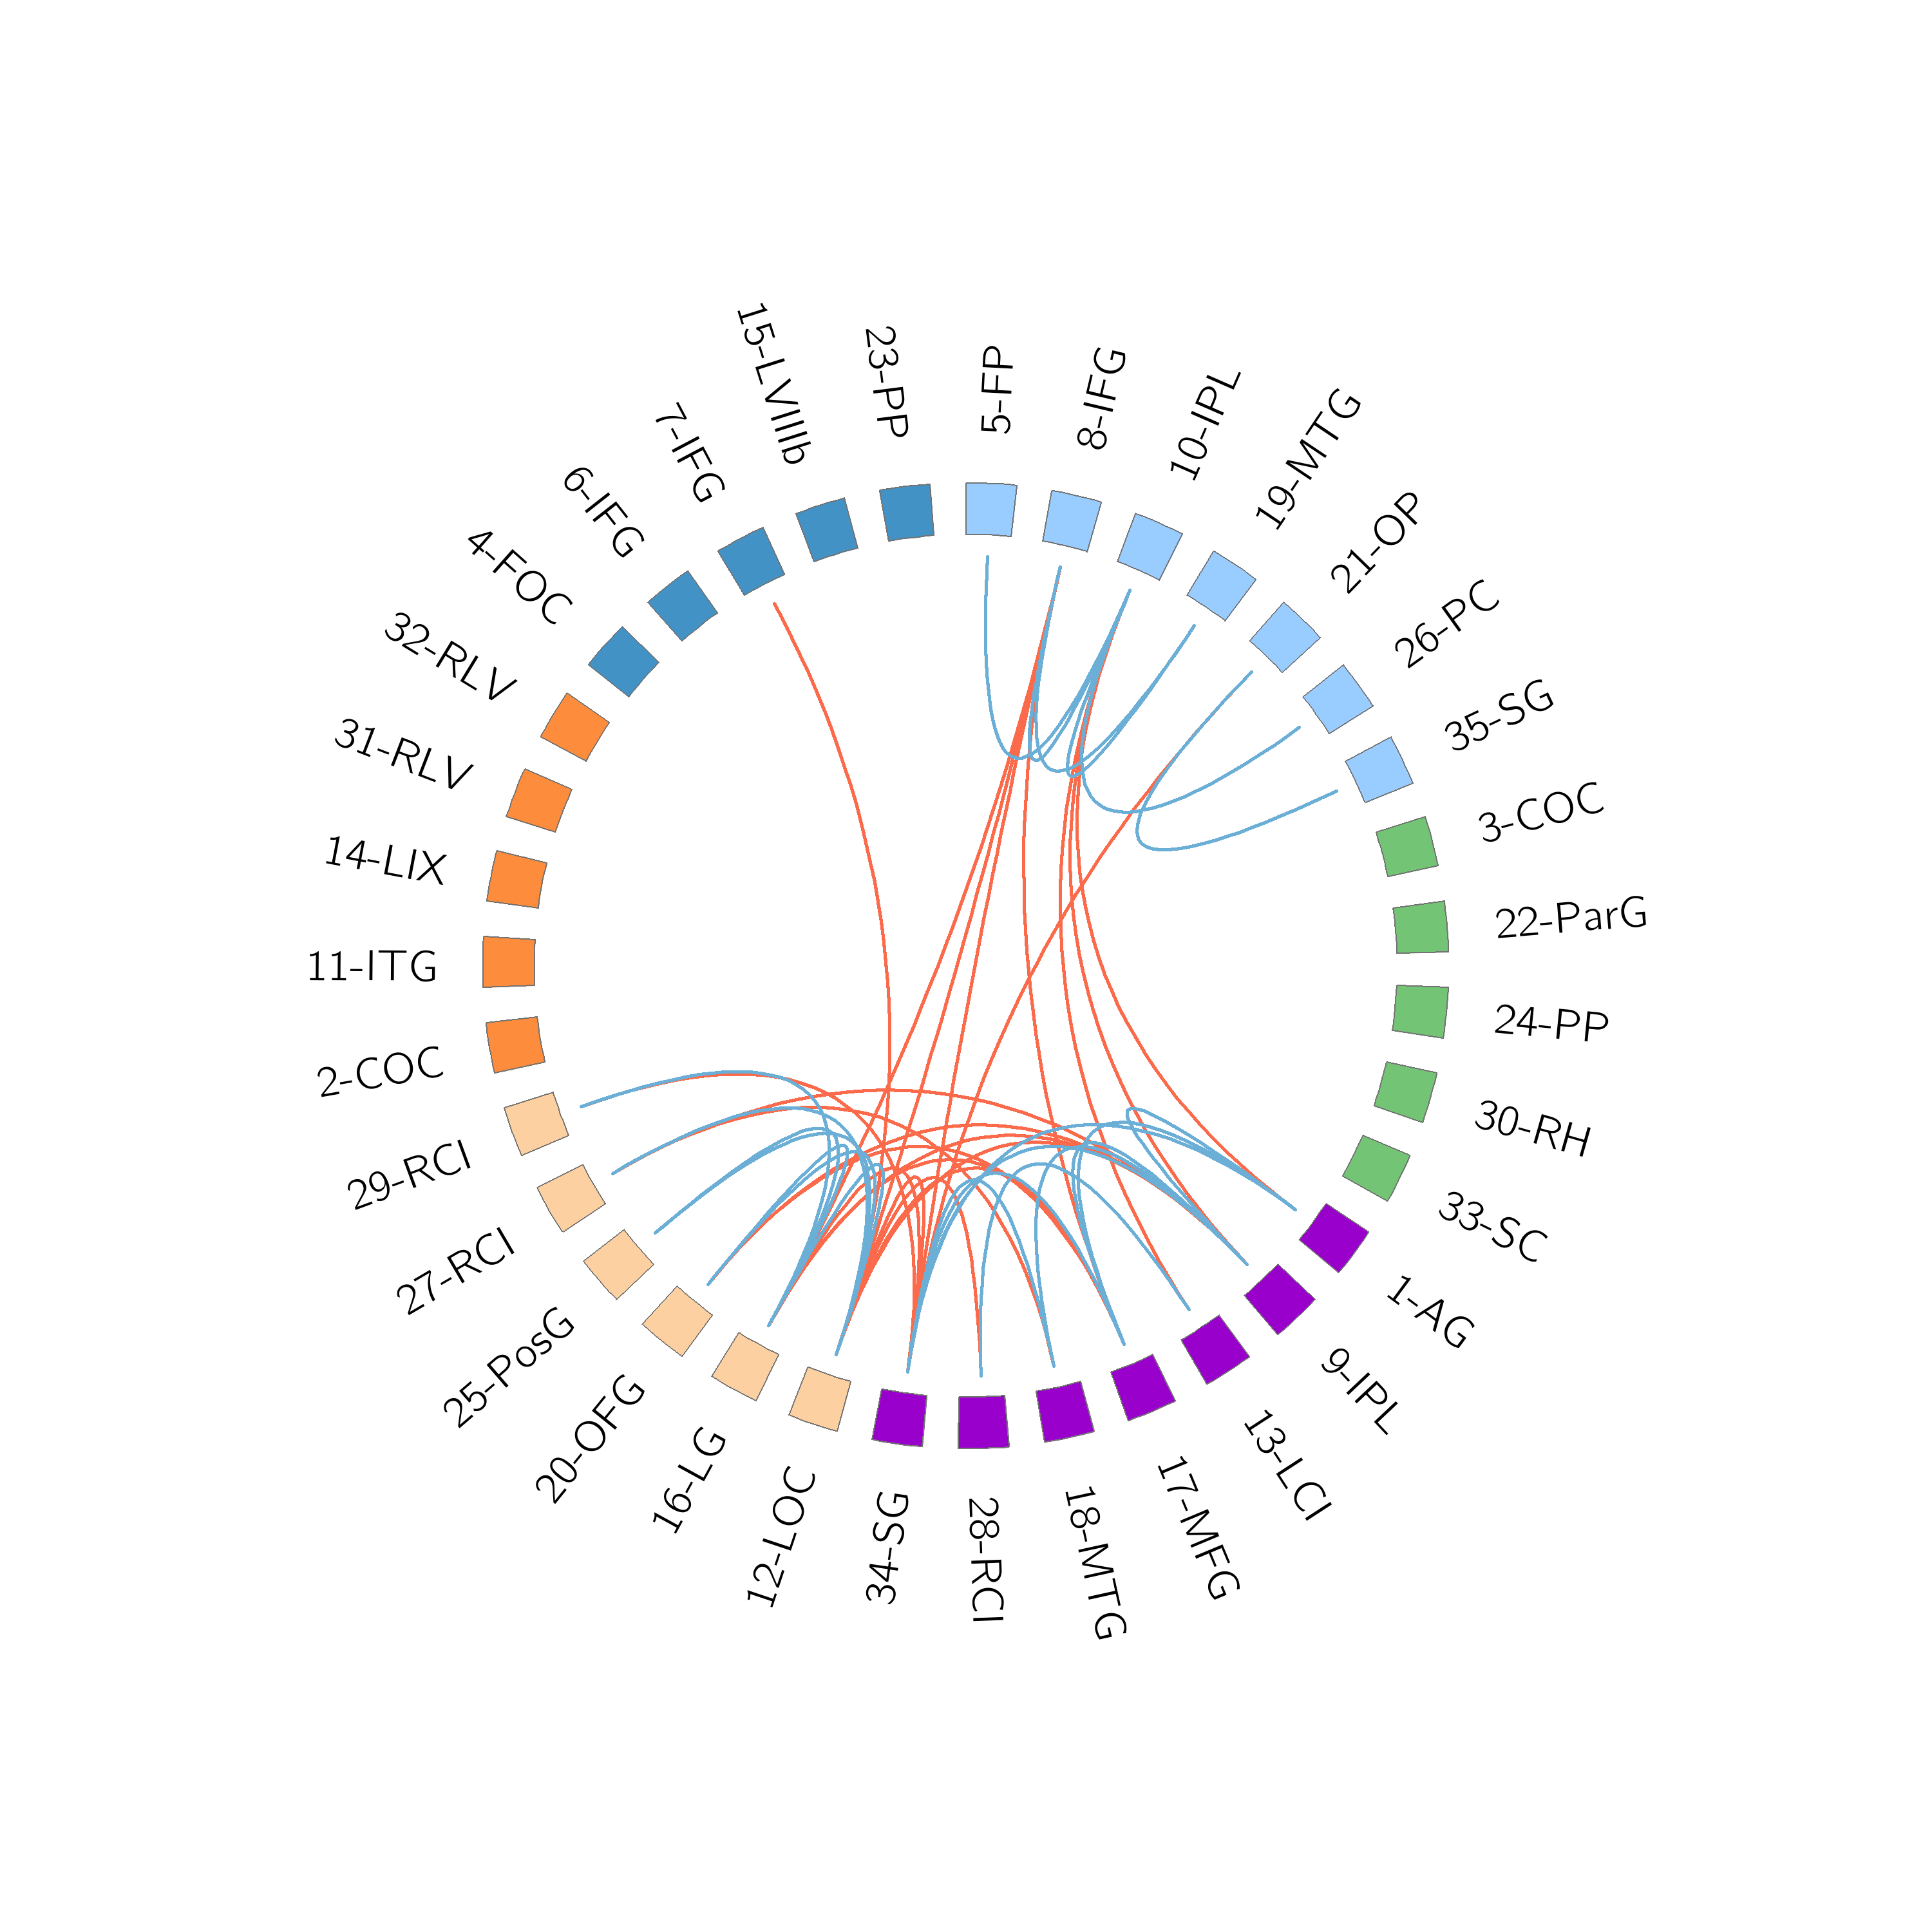 5-FP
8-IFG
10-IPL
19-MTG
21-OP
26-PC
35-SG
3-COC
22-ParG
24-PP
30-RH
33-SC
1-AG
9-IPL
13-LCI
17-MFG
18-MTG
28-RCI
34-SG
12-LOC
16-LG
20-OFG
25-PosG
27-RCI
29-RCI
2-COC
11-ITG
14-LIX
31-RLV
32-RLV
4-FOC
6-IFG
7-IFG
15-LVIIIb
23-PP